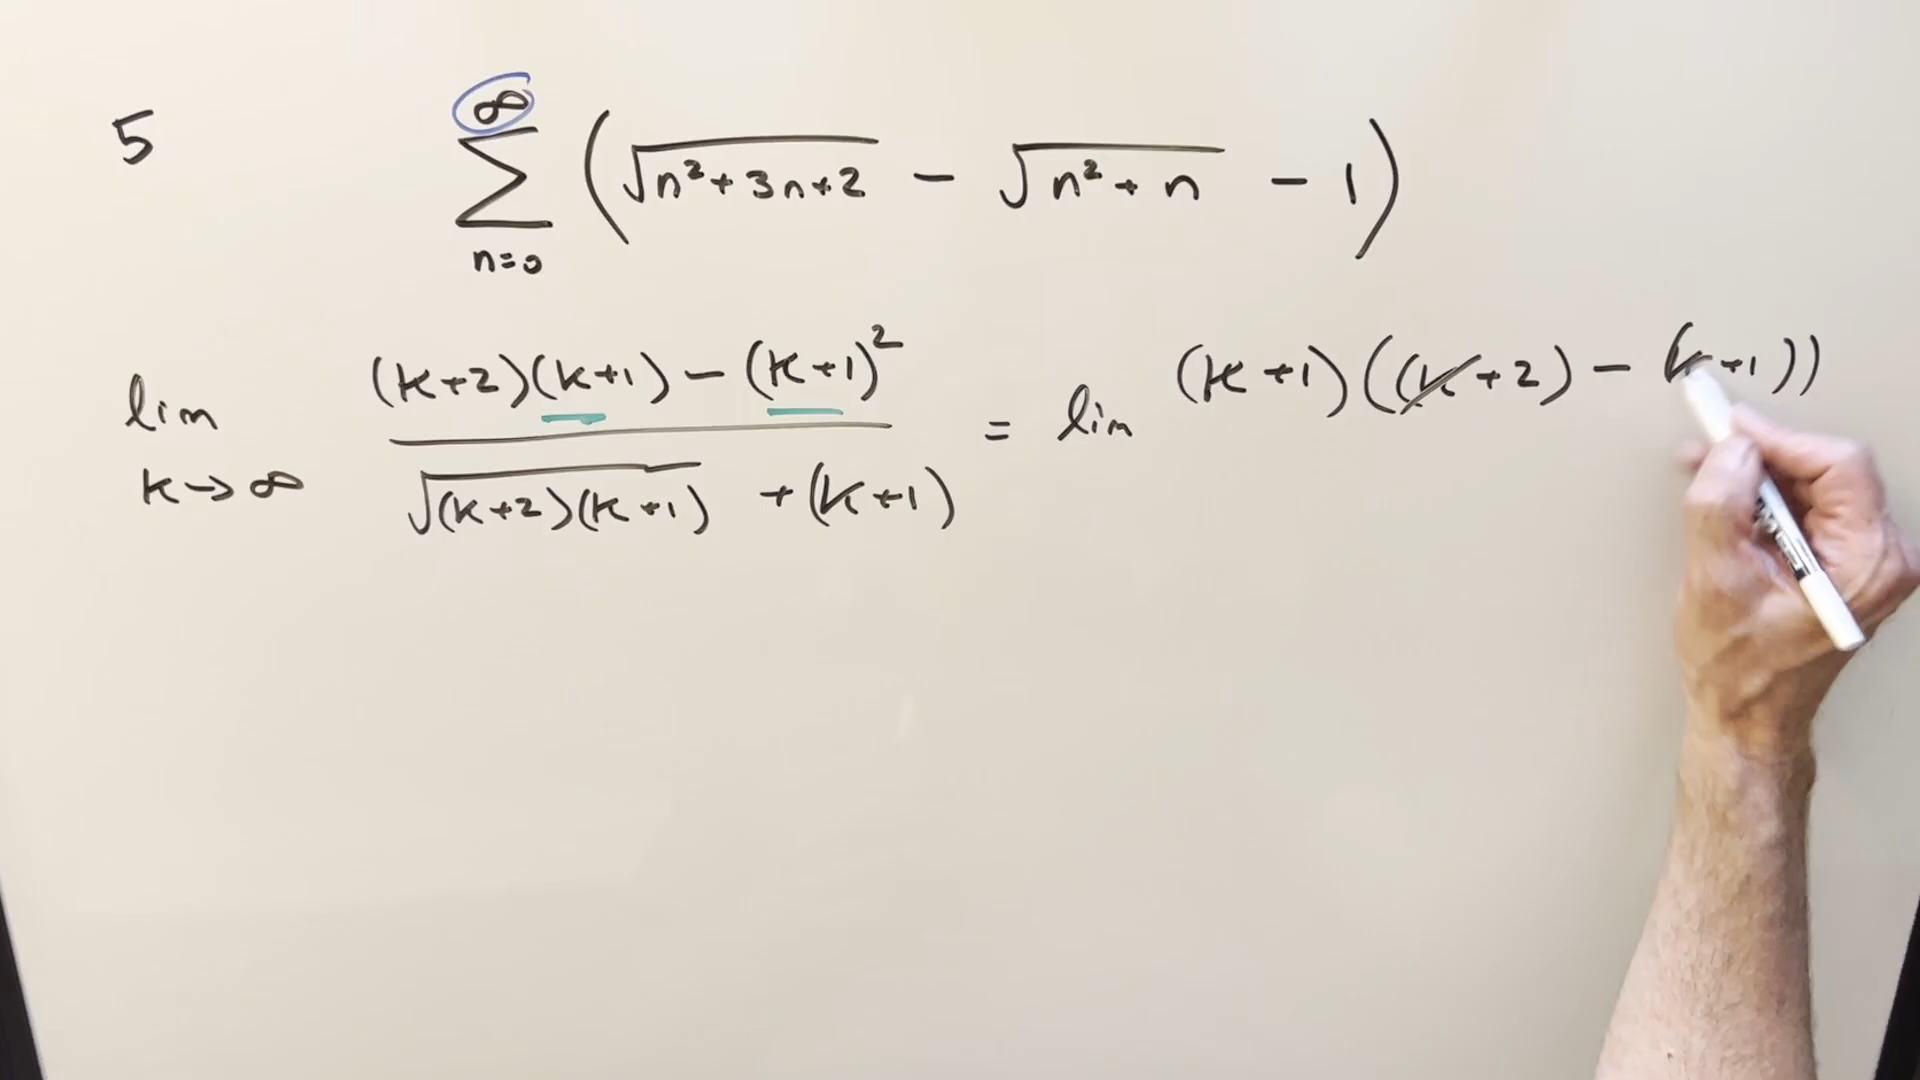 5
∞
∑ (√(n²+3n+2) − √(n²+n) − 1)
n=0
lim (k+2)(k+1) − (k+1)² = lim (k+1)((k+2) − (k+1))
k→∞ √((k+2)(k+1)) + (k+1)